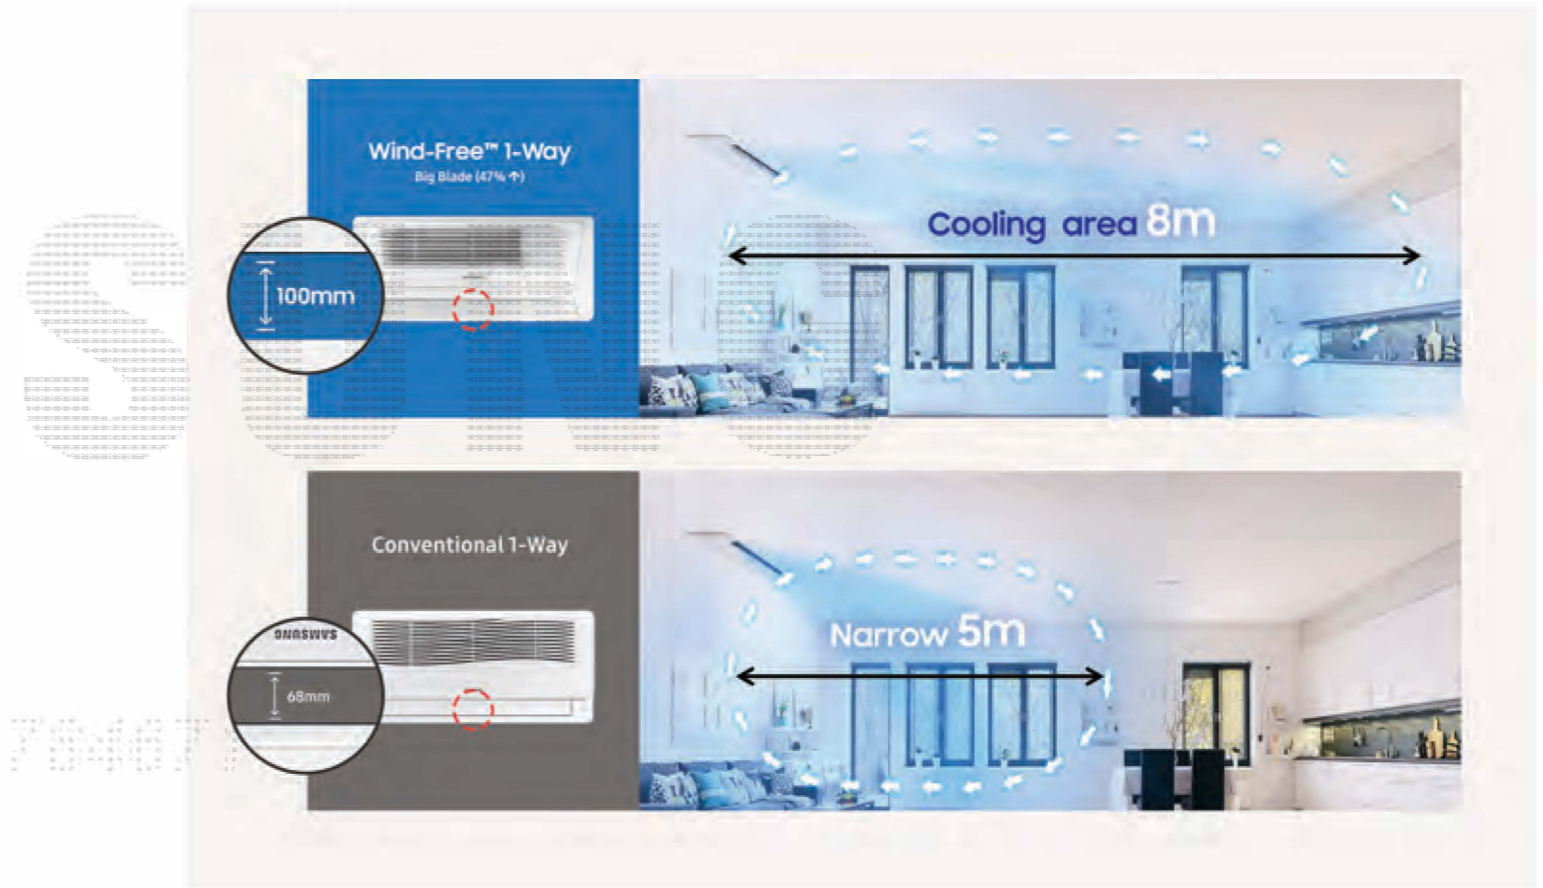 Wind-Free™ 1-Way
Big Blade (47% ↑)
100mm
Cooling area 8m
Conventional 1-Way
SAMSUNG
68mm
Narrow 5m